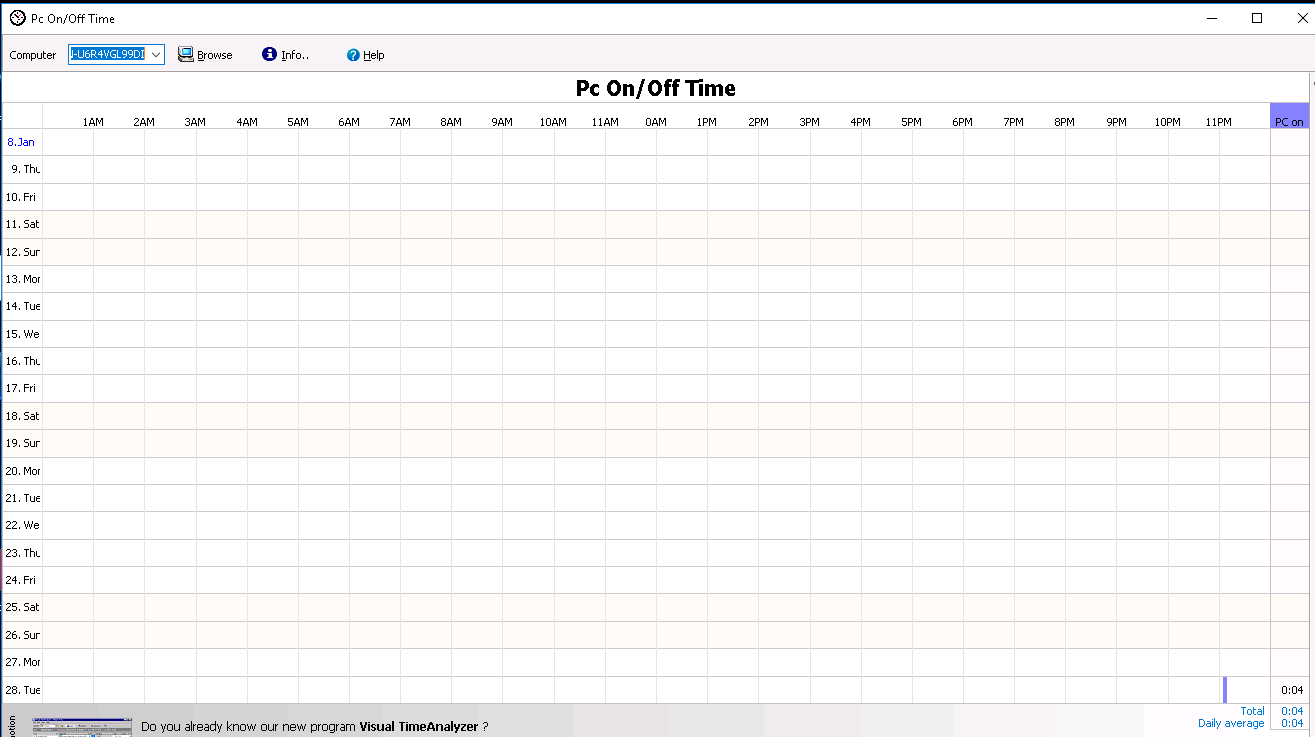 Pc On/Off Time
Computer J-U6R4VGL99DI Browse Info.. Help
Pc On/Off Time
1AM 2AM 3AM 4AM 5AM 6AM 7AM 8AM 9AM 10AM 11AM 0AM 1PM 2PM 3PM 4PM 5PM 6PM 7PM 8PM 9PM 10PM 11PM PC on
8.Jan
9. Thu
10. Fri
11. Sat
12. Sun
13. Mon
14. Tue
15. We
16. Thu
17. Fri
18. Sat
19. Sun
20. Mon
21. Tue
22. We
23. Thu
24. Fri
25. Sat
26. Sun
27. Mon
28. Tue 0:04
Total 0:04
Do you already know our new program Visual TimeAnalyzer ?
Daily average 0:04